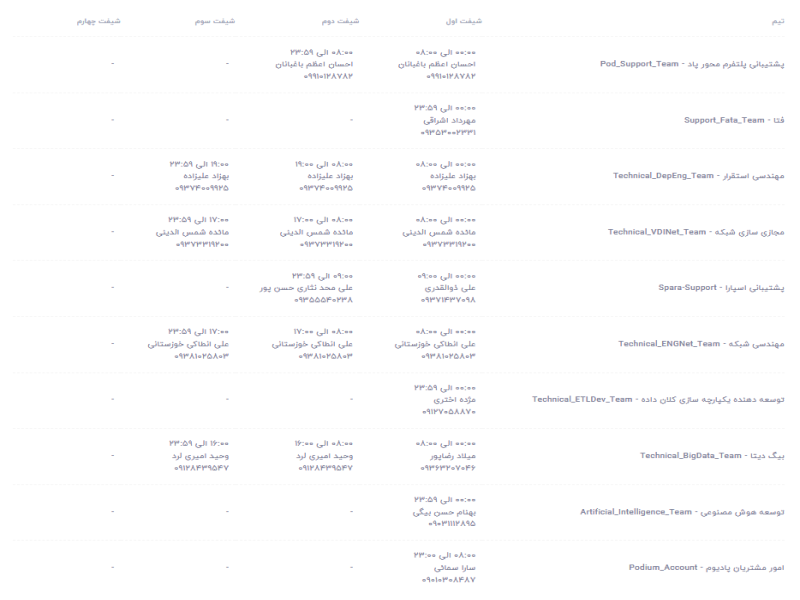 تیم شیفت اول شیفت دوم شیفت سوم شیفت چهارم
پشتیبانی پلتفرم محور پاد - Pod_Support_Team
۰۰:۰۰ الی ۰۸:۰۰
احسان اعظم باغبانان
۰۹۹۱۰۱۲۸۷۸۲
۰۸:۰۰ الی ۲۳:۵۹
احسان اعظم باغبانان
۰۹۹۱۰۱۲۸۷۸۲
-
-
فتا - Support_Fata_Team
۰۰:۰۰ الی ۲۳:۵۹
مهرداد اشراقی
۰۹۳۵۳۰۰۲۳۳۱
-
-
-
مهندسی استقرار - Technical_DepEng_Team
۰۰:۰۰ الی ۰۸:۰۰
بهزاد علیزاده
۰۹۳۷۴۰۰۹۹۲۵
۰۸:۰۰ الی ۱۹:۰۰
بهزاد علیزاده
۰۹۳۷۴۰۰۹۹۲۵
۱۹:۰۰ الی ۲۳:۵۹
بهزاد علیزاده
۰۹۳۷۴۰۰۹۹۲۵
-
مجازی سازی شبکه - Technical_VDINet_Team
۰۰:۰۰ الی ۰۸:۰۰
مائده شمس الدینی
۰۹۳۷۳۳۱۹۲۰۰
۰۸:۰۰ الی ۱۷:۰۰
مائده شمس الدینی
۰۹۳۷۳۳۱۹۲۰۰
۱۷:۰۰ الی ۲۳:۵۹
مائده شمس الدینی
۰۹۳۷۳۳۱۹۲۰۰
-
پشتیبانی اسپارا - Spara-Support
۰۰:۰۰ الی ۰۹:۰۰
علی ذوالقدری
۰۹۳۷۱۴۳۷۰۹۸
۰۹:۰۰ الی ۲۳:۵۹
علی محد نثاری حسن پور
۰۹۳۵۵۵۴۰۲۳۸
-
-
مهندسی شبکه - Technical_ENGNet_Team
۰۰:۰۰ الی ۰۸:۰۰
علی انطاکی خوزستانی
۰۹۳۸۱۰۲۵۸۰۳
۰۸:۰۰ الی ۱۷:۰۰
علی انطاکی خوزستانی
۰۹۳۸۱۰۲۵۸۰۳
۱۷:۰۰ الی ۲۳:۵۹
علی انطاکی خوزستانی
۰۹۳۸۱۰۲۵۸۰۳
-
توسعه دهنده یکپارچه سازی کلان داده - Technical_ETLDev_Team
۰۰:۰۰ الی ۲۳:۵۹
مژده اختری
۰۹۱۲۷۰۵۸۸۷۰
-
-
-
بیگ دیتا - Technical_BigData_Team
۰۰:۰۰ الی ۰۸:۰۰
میلاد رضاپور
۰۹۳۶۳۲۰۷۰۴۶
۰۸:۰۰ الی ۱۶:۰۰
وحید امیری لرد
۰۹۱۲۸۴۳۹۵۴۷
۱۶:۰۰ الی ۲۳:۵۹
وحید امیری لرد
۰۹۱۲۸۴۳۹۵۴۷
-
توسعه هوش مصنوعی - Artificial_Intelligence_Team
۰۰:۰۰ الی ۲۳:۵۹
بهنام حسن بیگی
۰۹۰۳۱۱۱۲۸۹۵
-
-
-
امور مشتریان پادیوم - Podium_Account
۰۸:۰۰ الی ۲۳:۰۰
سارا سمائی
۰۹۰۱۰۳۰۸۴۸۷
-
-
-